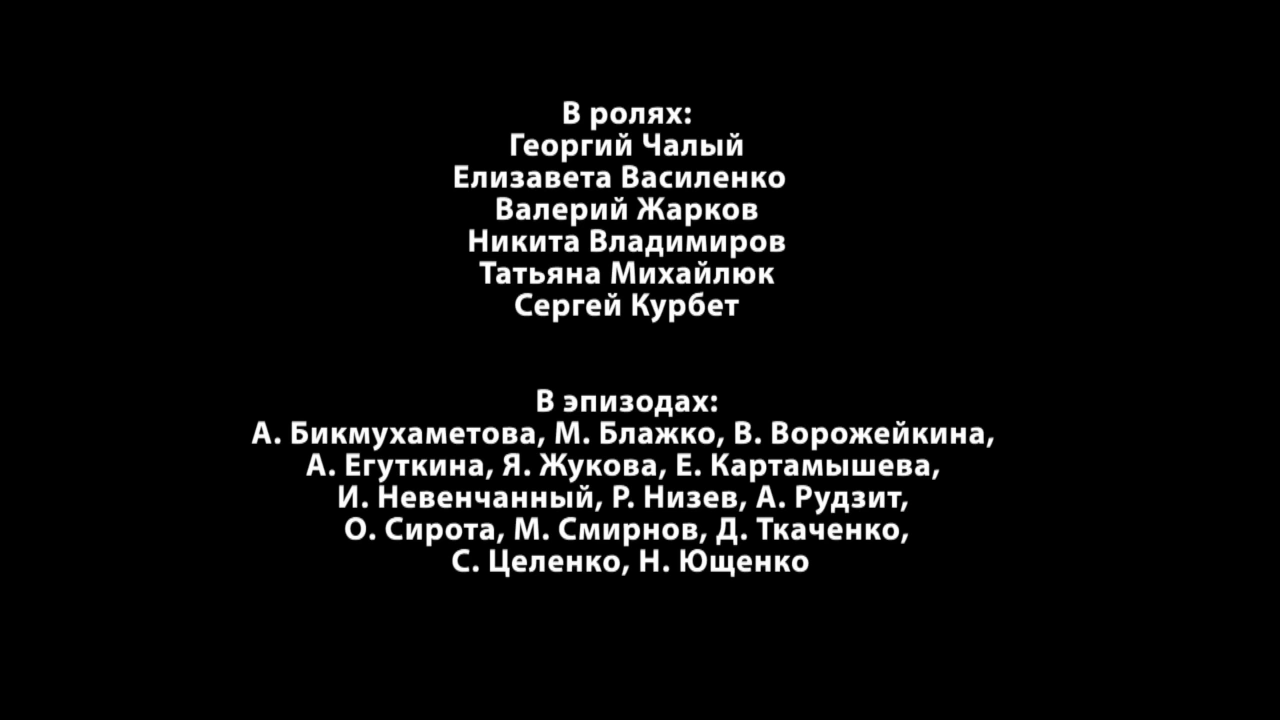 В ролях:
Георгий Чалый
Елизавета Василенко
Валерий Жарков
Никита Владимиров
Татьяна Михайлюк
Сергей Курбет
В эпизодах:
А. Бикмухаметова, М. Блажко, В. Ворожейкина,
А. Егуткина, Я. Жукова, Е. Картамышева,
И. Невенчанный, Р. Низев, А. Рудзит,
О. Сирота, М. Смирнов, Д. Ткаченко,
С. Целенко, Н. Ющенко